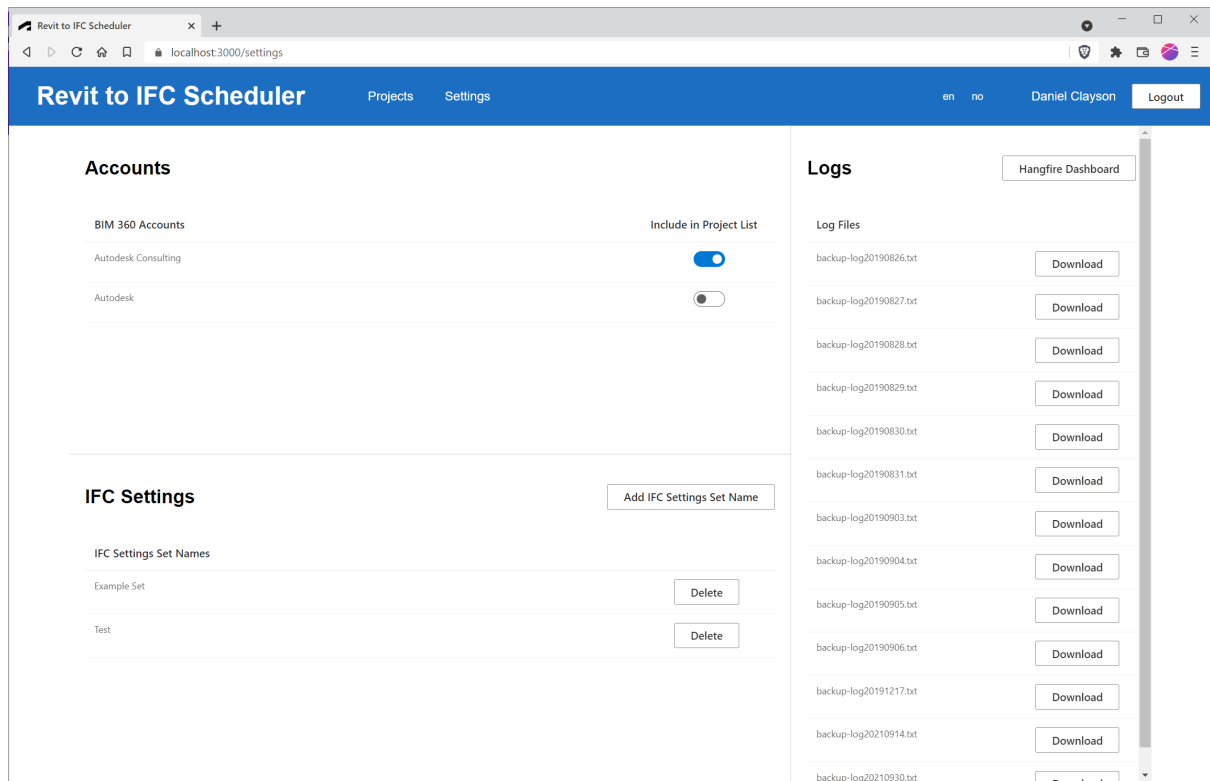 Revit to IFC Scheduler
localhost:3000/settings
Revit to IFC Scheduler
Projects
Settings
en
no
Daniel Clayson
Logout
Accounts
BIM 360 Accounts
Include in Project List
Autodesk Consulting
Autodesk
IFC Settings
Add IFC Settings Set Name
IFC Settings Set Names
Example Set
Delete
Test
Delete
Logs
Hangfire Dashboard
Log Files
backup-log20190826.txt
Download
backup-log20190827.txt
Download
backup-log20190828.txt
Download
backup-log20190829.txt
Download
backup-log20190830.txt
Download
backup-log20190831.txt
Download
backup-log20190903.txt
Download
backup-log20190904.txt
Download
backup-log20190905.txt
Download
backup-log20190906.txt
Download
backup-log20191217.txt
Download
backup-log20210914.txt
Download
backup-log20210930.txt